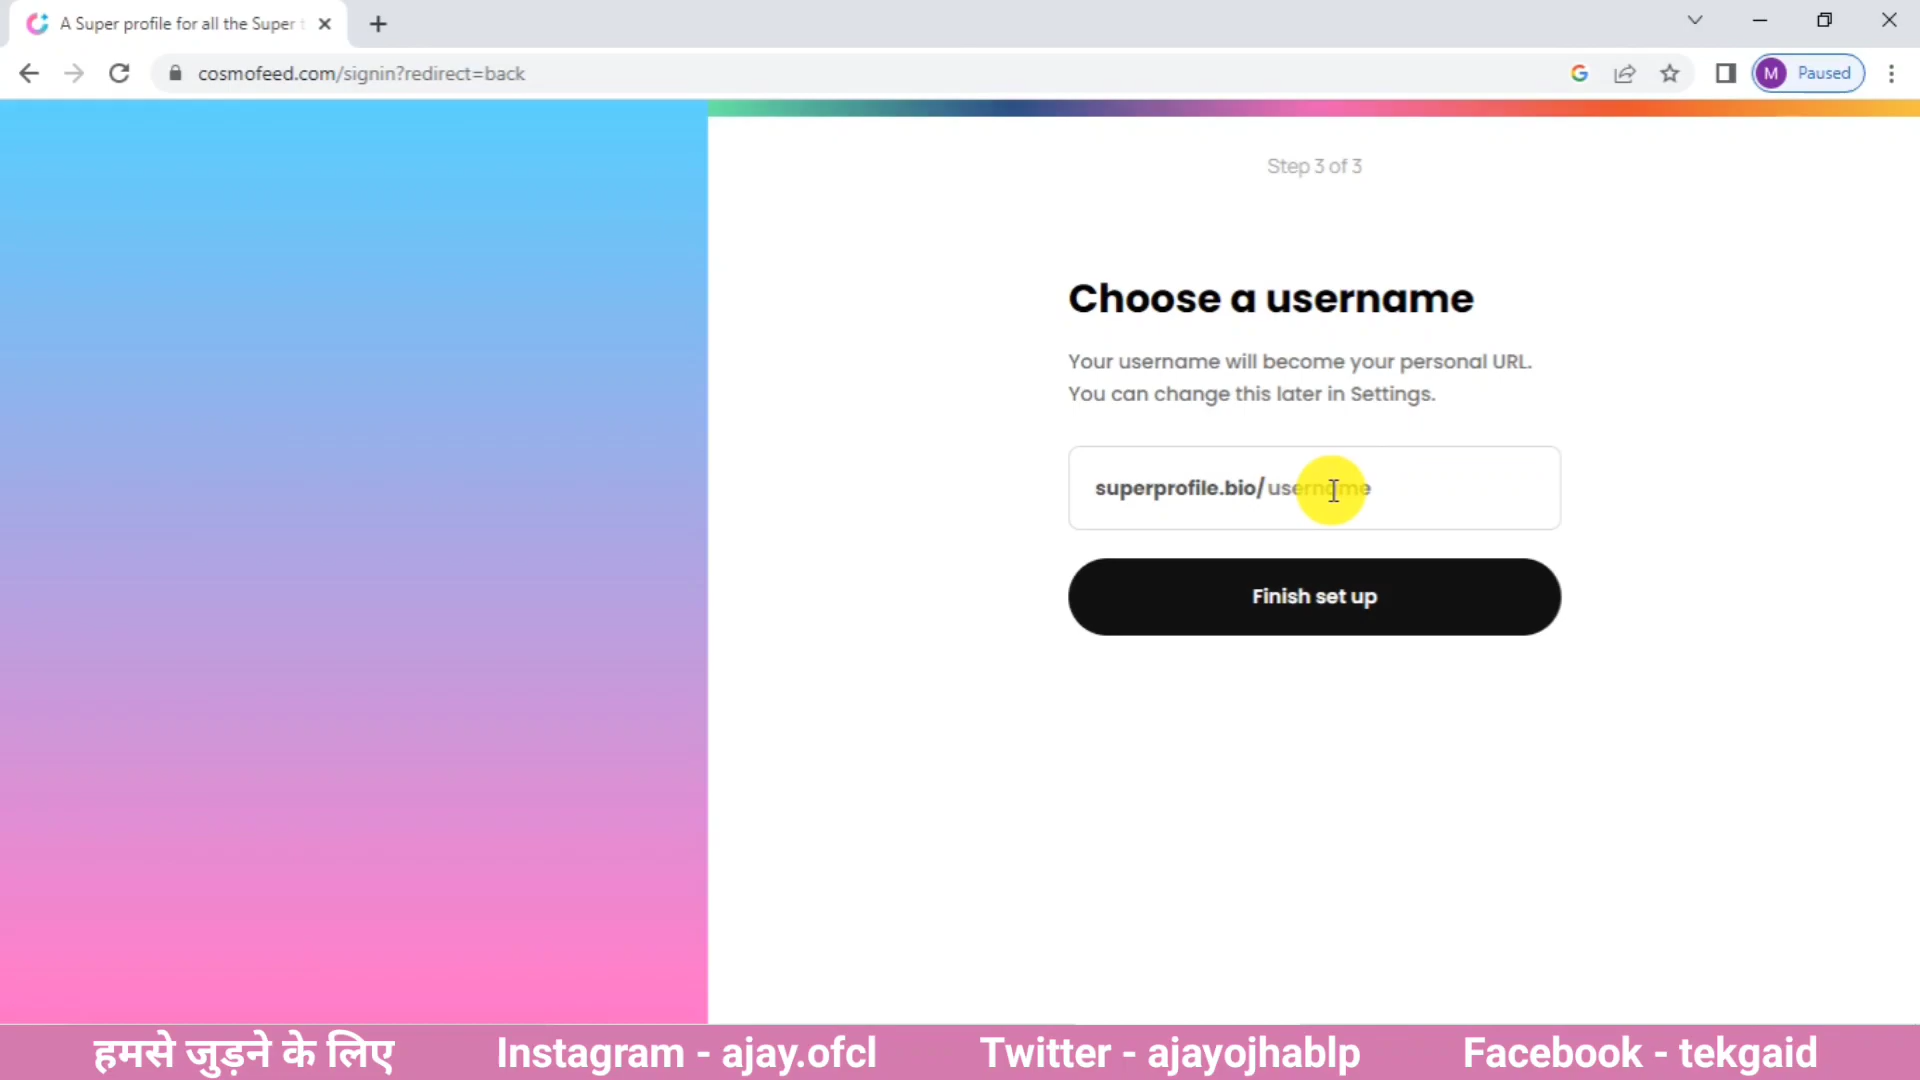 A Super profile for all the Super t
cosmofeed.com/signin?redirect=back
M Paused
Step 3 of 3
Choose a username
Your username will become your personal URL.
You can change this later in Settings.
superprofile.bio/username
Finish set up
हमसे जुड़ने के लिए Instagram - ajay.ofcl Twitter - ajayojhablp Facebook - tekgaid